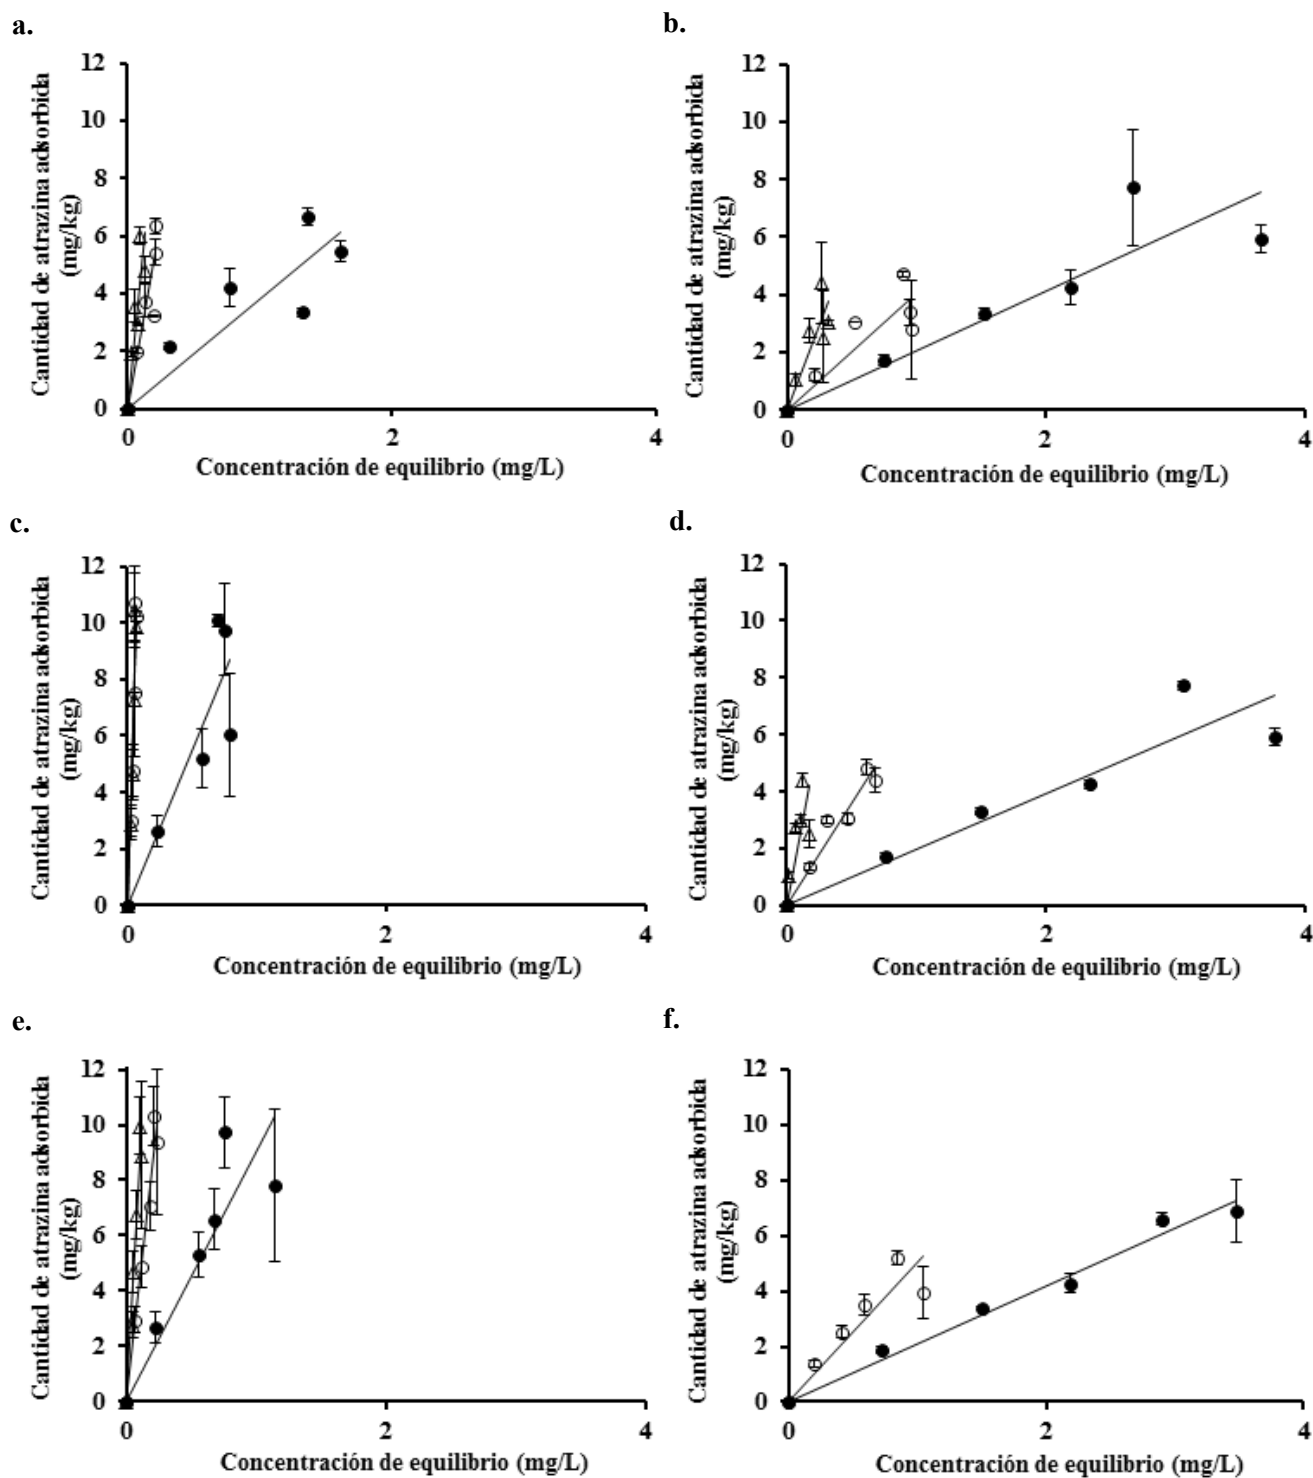 a.
Cantidad de atrazina adsorbida
(mg/kg)
12
10
8
6
4
2
0
0
2
4
Concentración de equilibrio (mg/L)
b.
Cantidad de atrazina adsorbida
(mg/kg)
12
10
8
6
4
2
0
0
2
4
Concentración de equilibrio (mg/L)
c.
Cantidad de atrazina adsorbida
(mg/kg)
12
10
8
6
4
2
0
0
2
4
Concentración de equilibrio (mg/L)
d.
Cantidad de atrazina adsorbida
(mg/kg)
12
10
8
6
4
2
0
0
2
4
Concentración de equilibrio (mg/L)
e.
Cantidad de atrazina adsorbida
(mg/kg)
12
10
8
6
4
2
0
0
2
4
Concentración de equilibrio (mg/L)
f.
Cantidad de atrazina adsorbida
(mg/kg)
12
10
8
6
4
2
0
0
2
4
Concentración de equilibrio (mg/L)